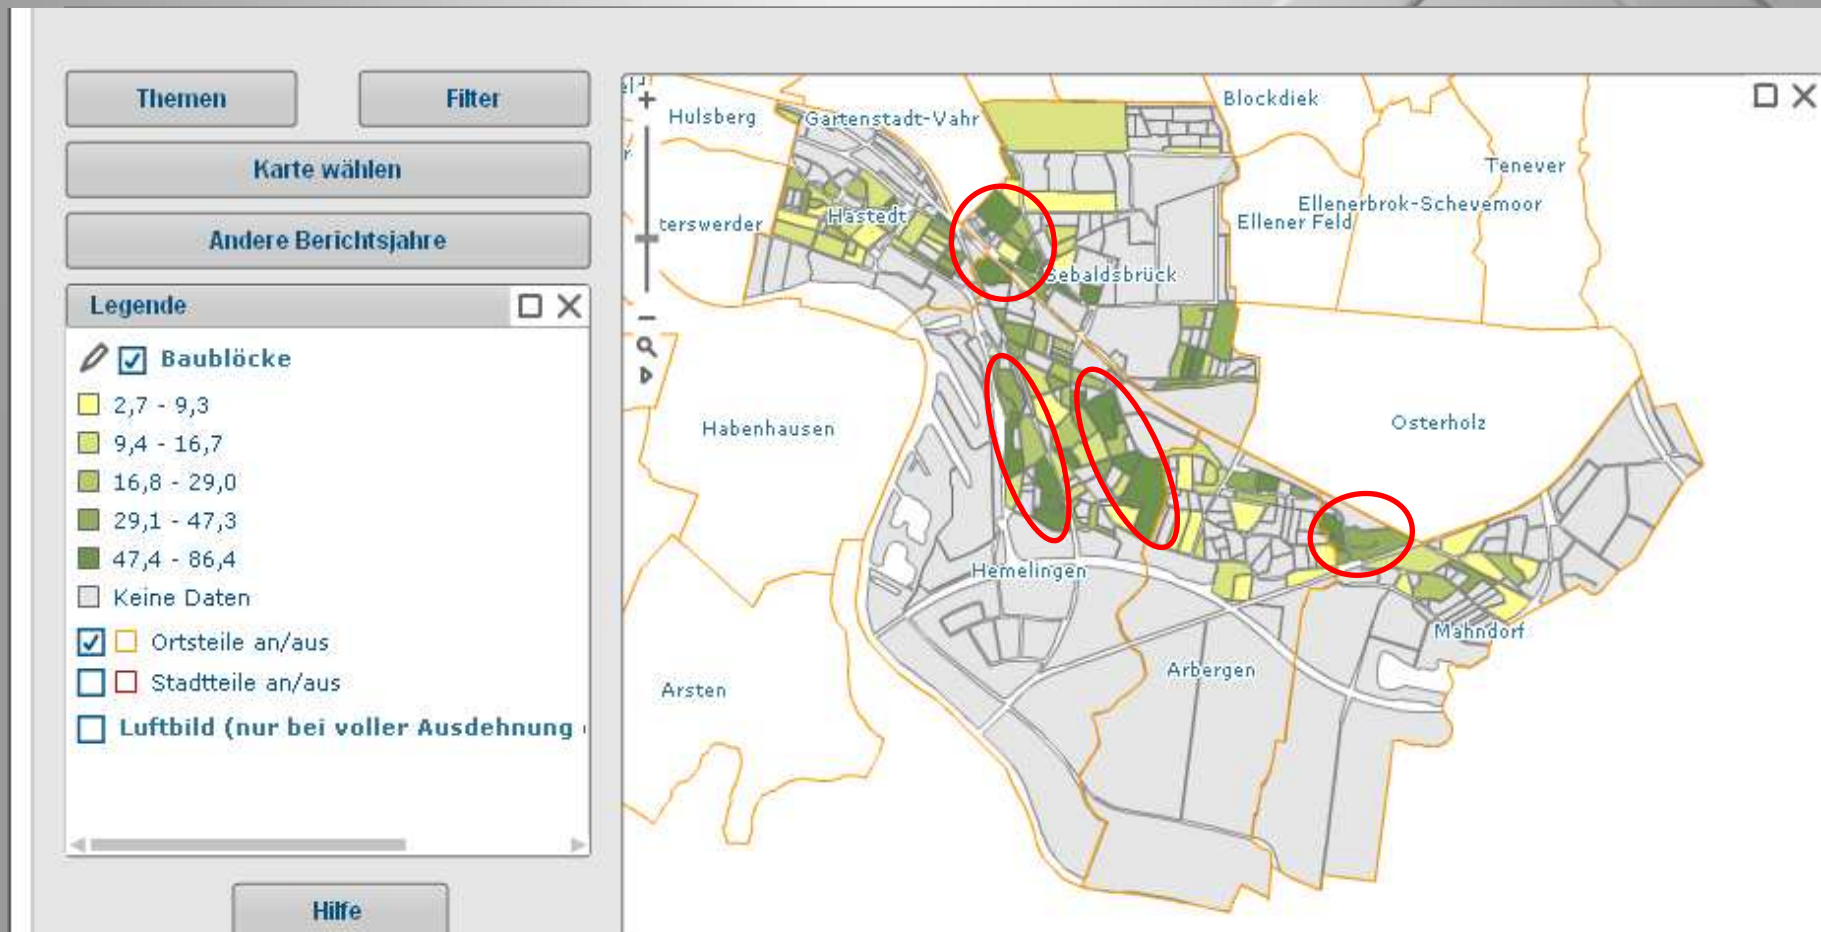 Themen
Filter
Karte wählen
Andere Berichtsjahre
Legende
Baublöcke
2,7 - 9,3
9,4 - 16,7
16,8 - 29,0
29,1 - 47,3
47,4 - 86,4
Keine Daten
Ortsteile an/aus
Stadtteile an/aus
Luftbild (nur bei voller Ausdehnung
Hilfe
Hulsberg
Gartenstadt-Vahr
Blockdiek
Tenever
Ellenerbrok-Schevemoor
Ellener Feld
terswerder
Hastedt
Sebaldsbrück
Habenhausen
Osterholz
Hemelingen
Mahndorf
Arbergen
Arsten